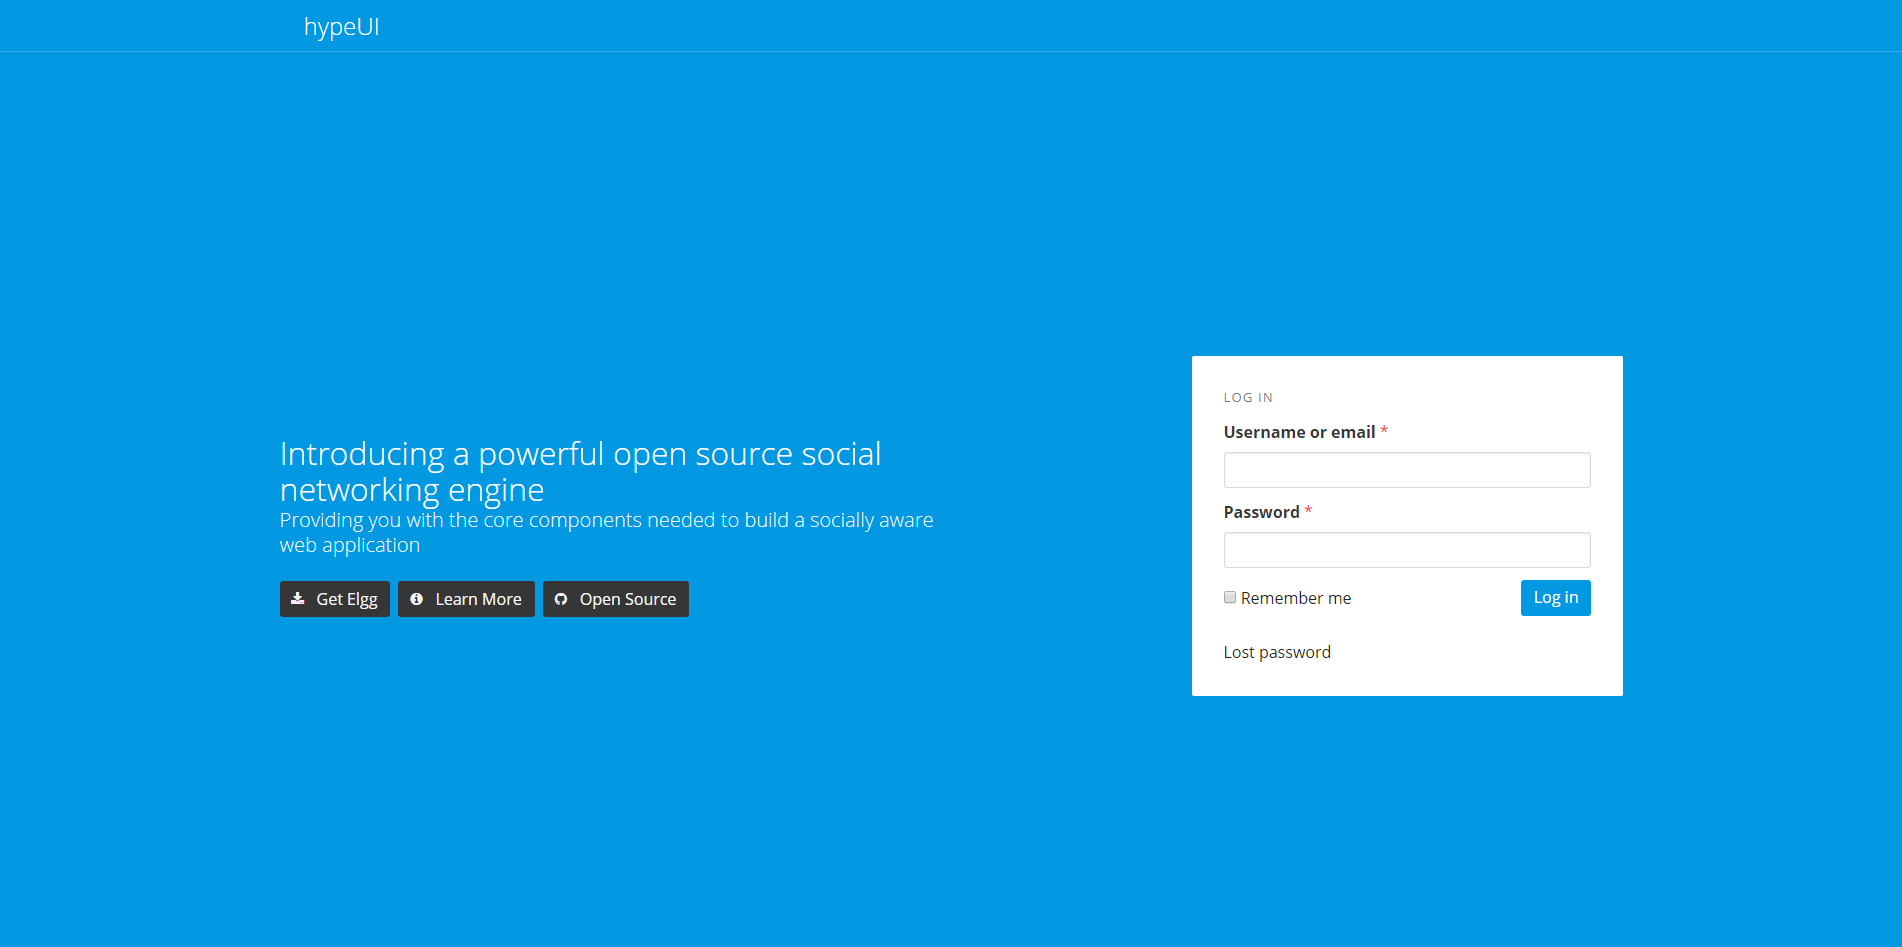 hypeUI
Introducing a powerful open source social
networking engine
Providing you with the core components needed to build a socially aware
web application
Get Elgg
Learn More
Open Source
LOG IN
Username or email *
Password *
Remember me
Log in
Lost password